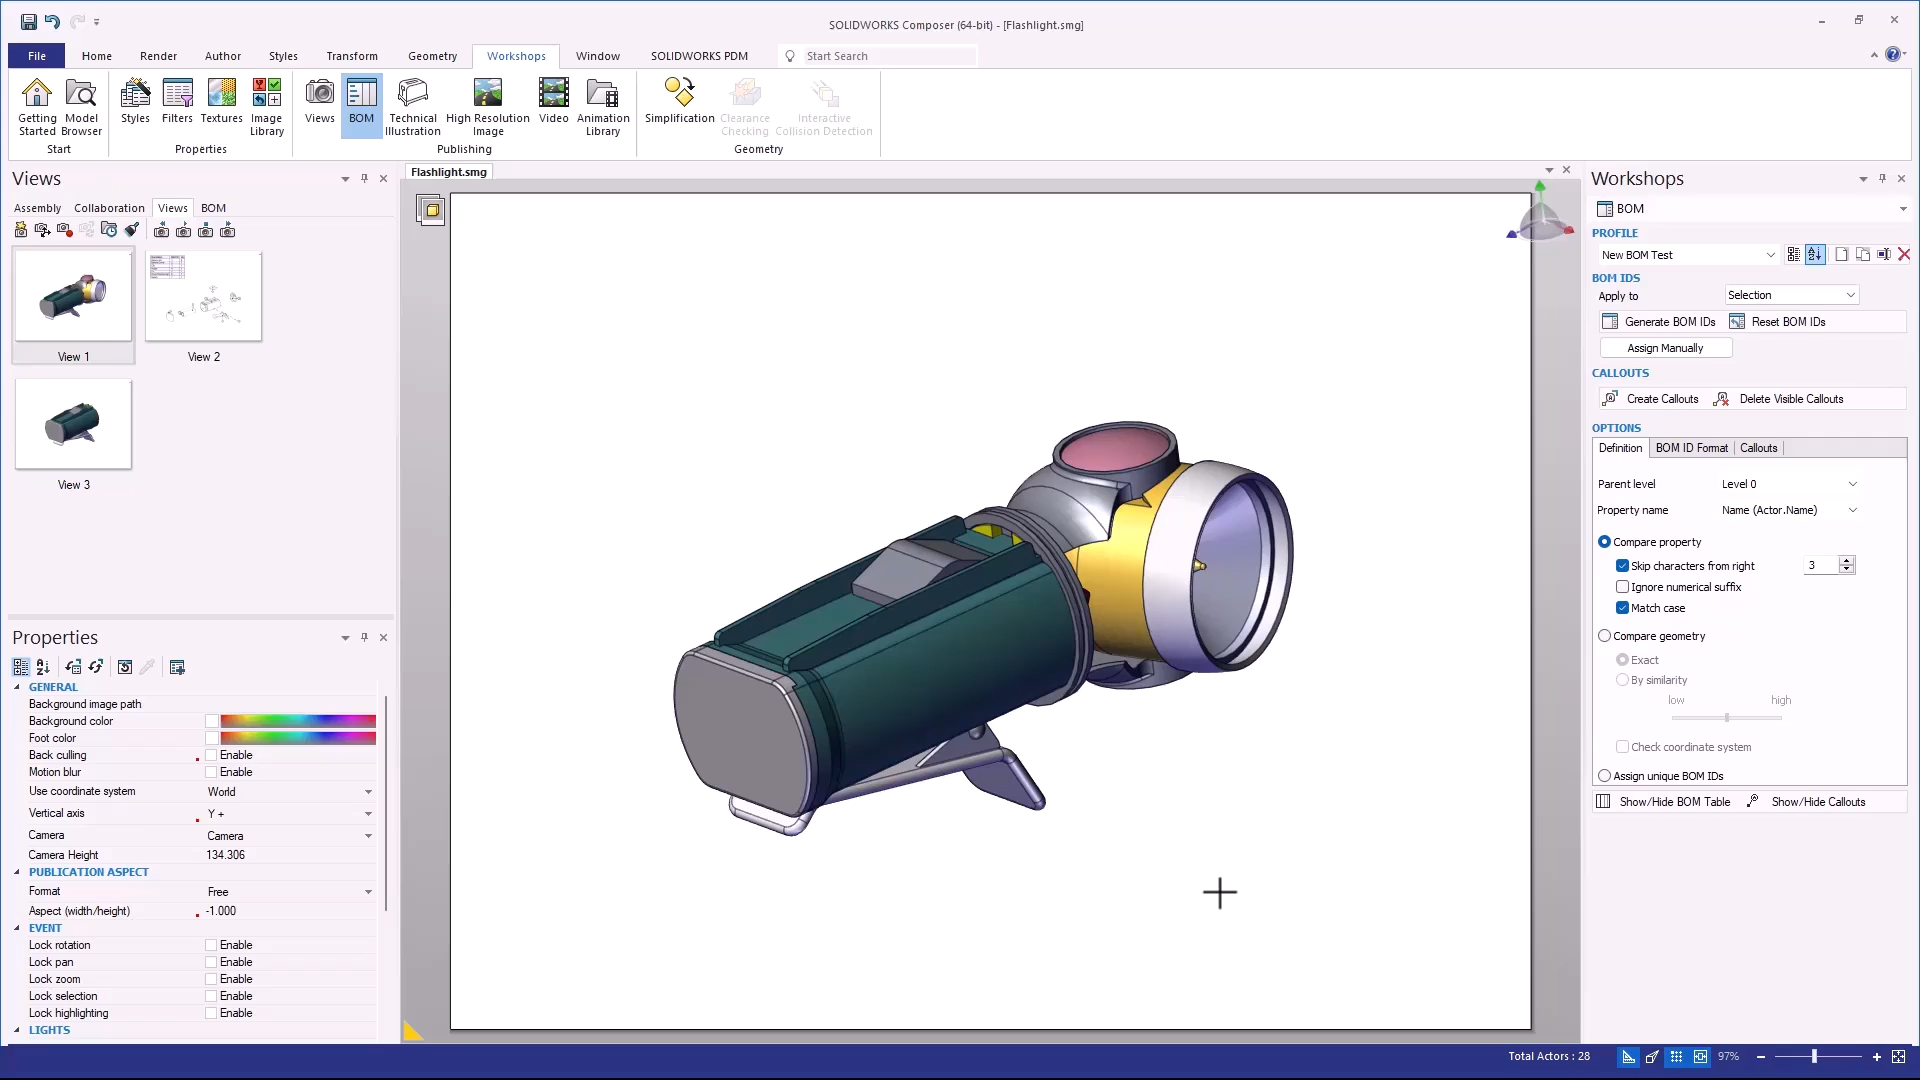 SOLIDWORKS Composer (64-bit) - [Flashlight.smg]
File Home Render Author Styles Transform Geometry Workshops Window SOLIDWORKS PDM Start Search
Getting Started Model Browser Styles Filters Textures Image Library Views BOM Technical Illustration High Resolution Image Video Animation Library Simplification Clearance Checking Interactive Collision Detection
Start Properties Publishing Geometry
Views
Assembly Collaboration Views BOM
View 1 View 2
View 3
Properties
GENERAL
Background image path
Background color
Foot color
Back culling Enable
Motion blur Enable
Use coordinate system World
Vertical axis Y +
Camera Camera
Camera Height 134.306
PUBLICATION ASPECT
Format Free
Aspect (width/height) -1.000
EVENT
Lock rotation Enable
Lock pan Enable
Lock zoom Enable
Lock selection Enable
Lock highlighting Enable
LIGHTS
Flashlight.smg
Workshops
BOM
PROFILE
New BOM Test
BOM IDS
Apply to Selection
Generate BOM IDs Reset BOM IDs
Assign Manually
CALLOUTS
Create Callouts Delete Visible Callouts
OPTIONS
Definition BOM ID Format Callouts
Parent level Level 0
Property name Name (Actor.Name)
Compare property
Skip characters from right 3
Ignore numerical suffix
Match case
Compare geometry
Exact
By similarity
low high
Check coordinate system
Assign unique BOM IDs
Show/Hide BOM Table Show/Hide Callouts
Total Actors : 28 97%